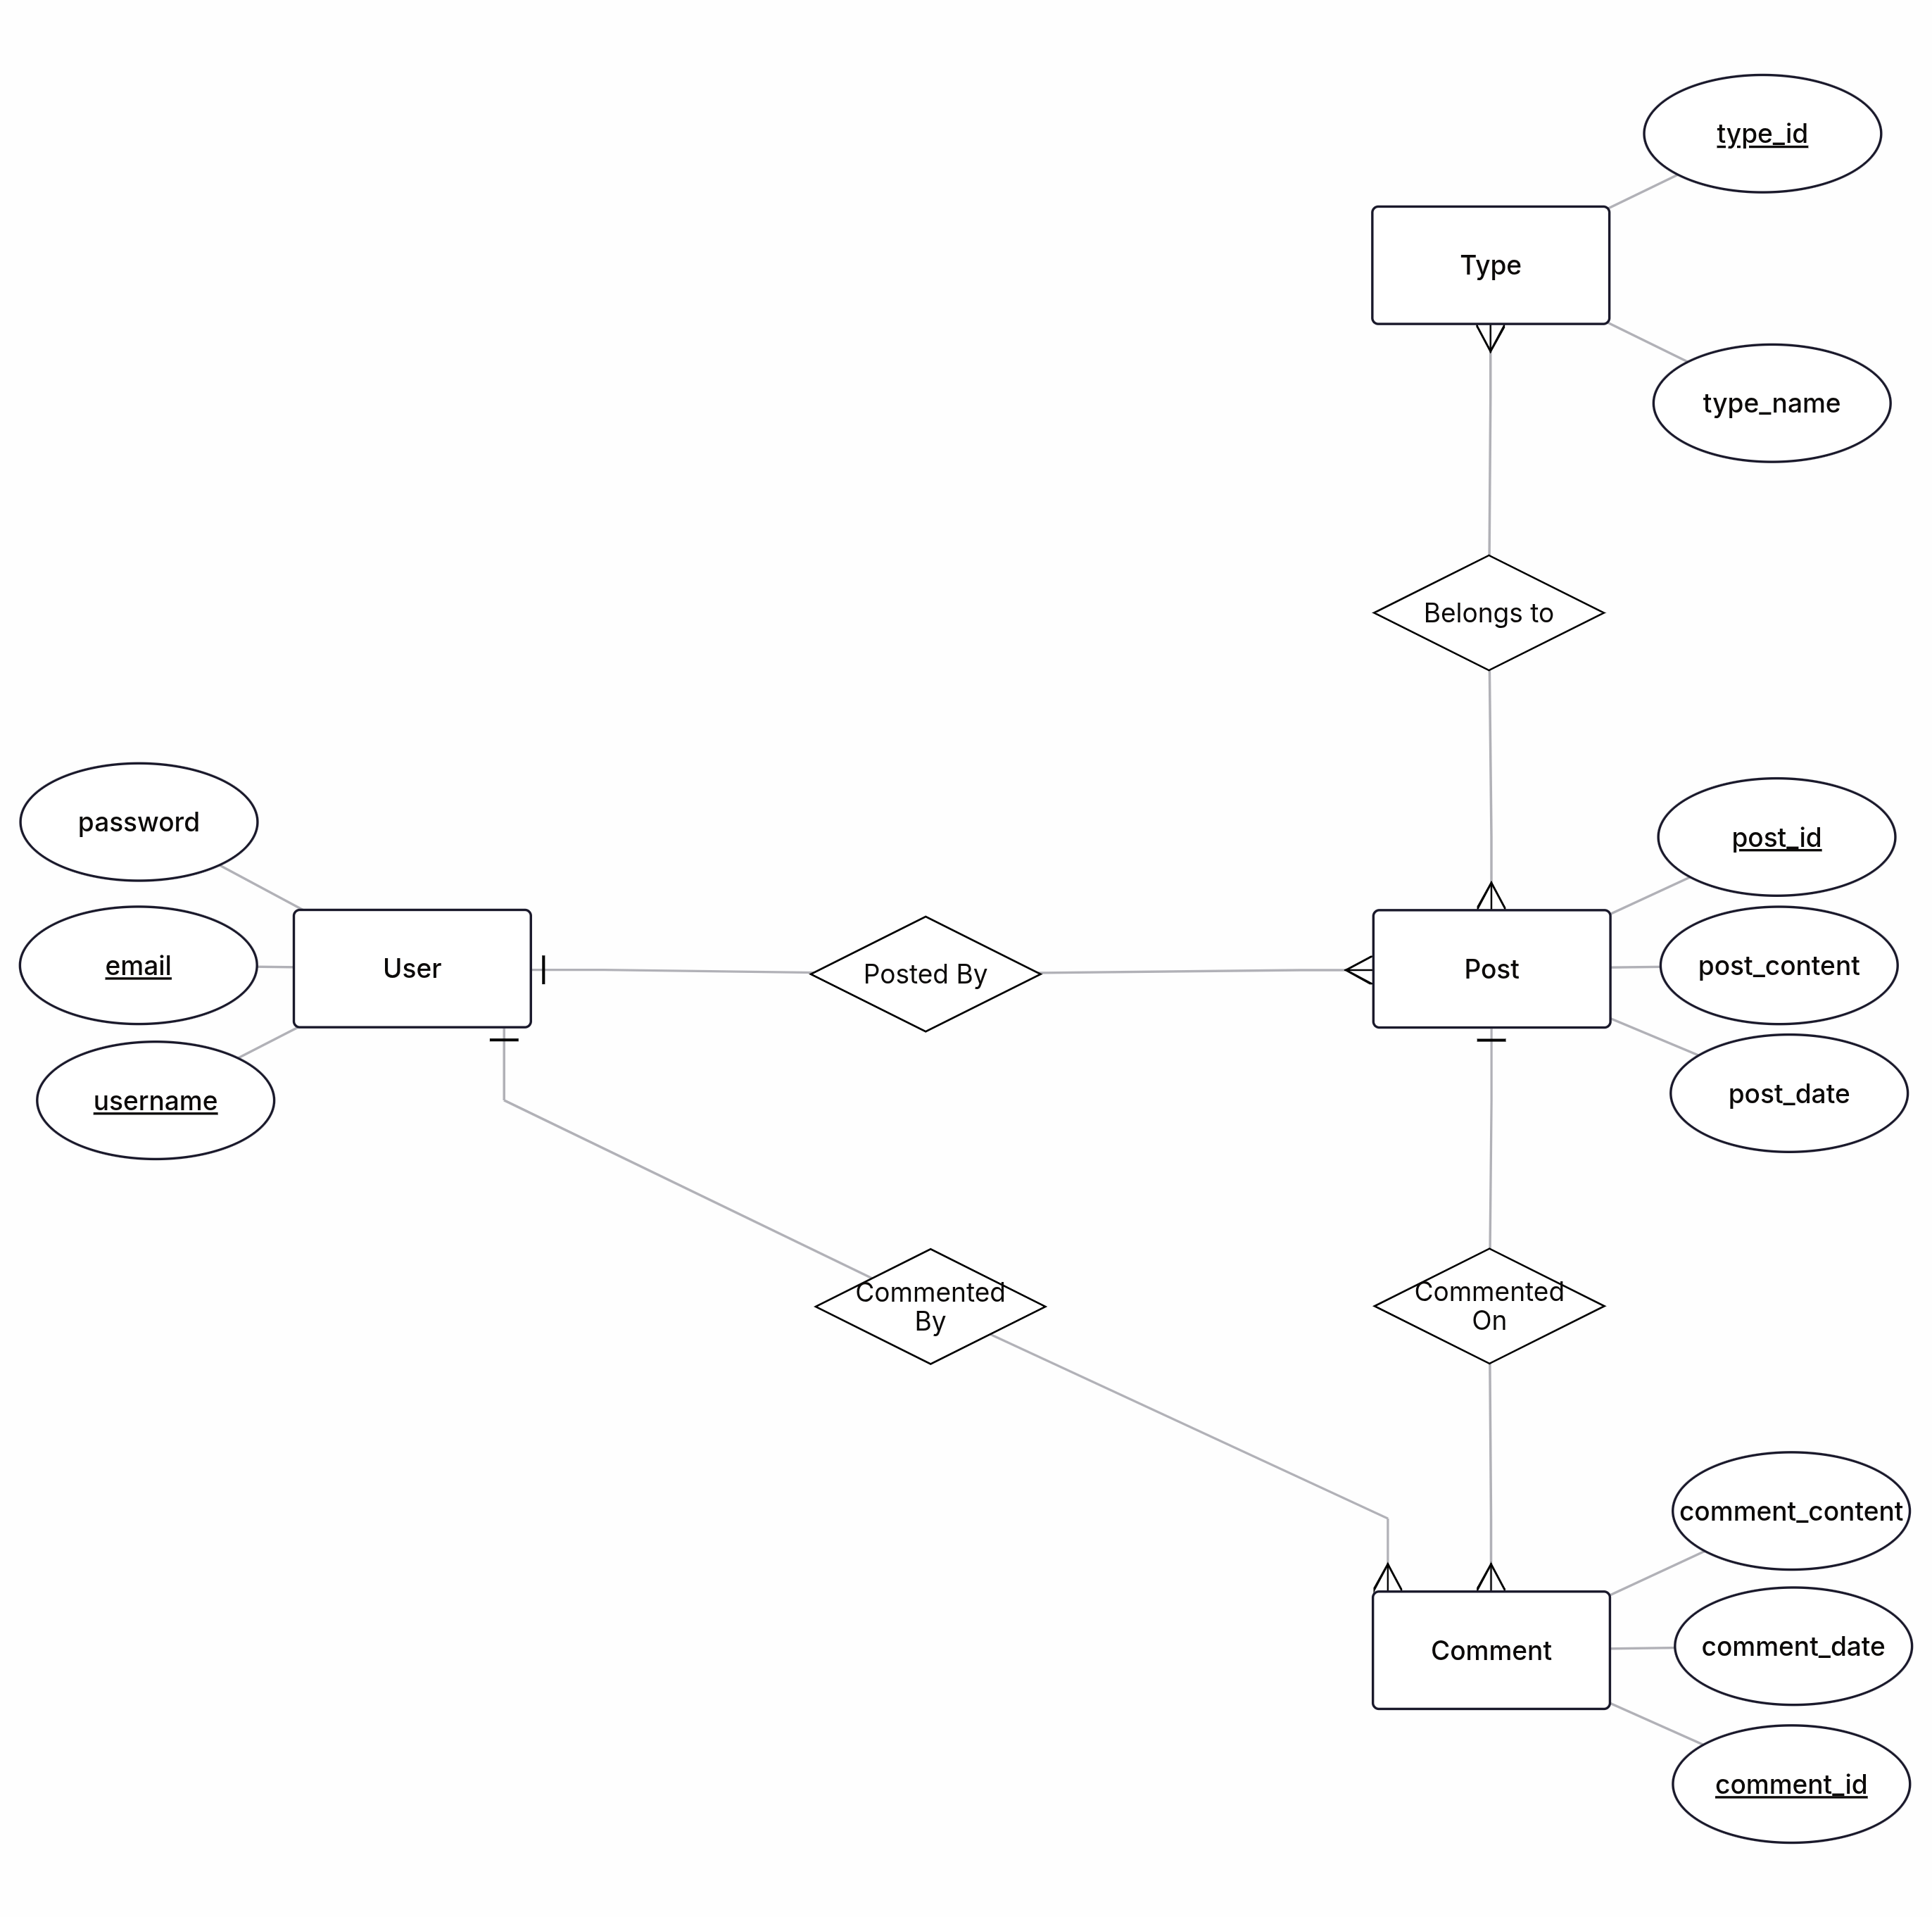 type_id
Type
type_name
Belongs to
password
email
username
User
Posted By
Post
post_id
post_content
post_date
Commented
By
Commented
On
comment_content
Comment
comment_date
comment_id